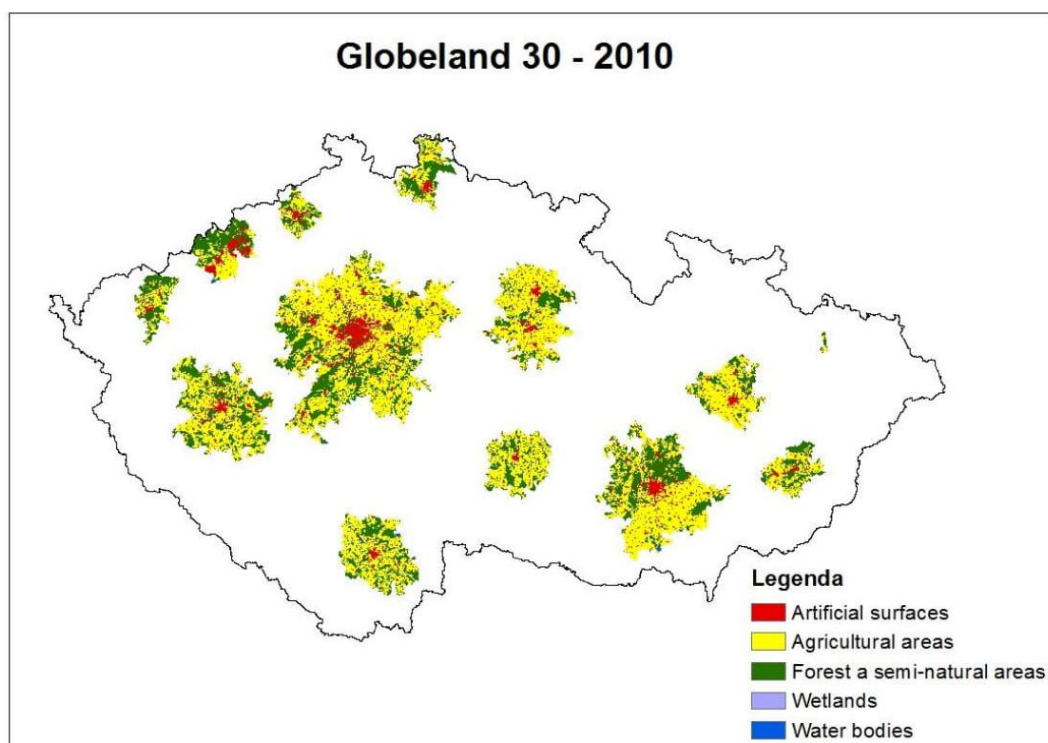 Globeland 30 - 2010
Legenda
Artificial surfaces
Agricultural areas
Forest a semi-natural areas
Wetlands
Water bodies